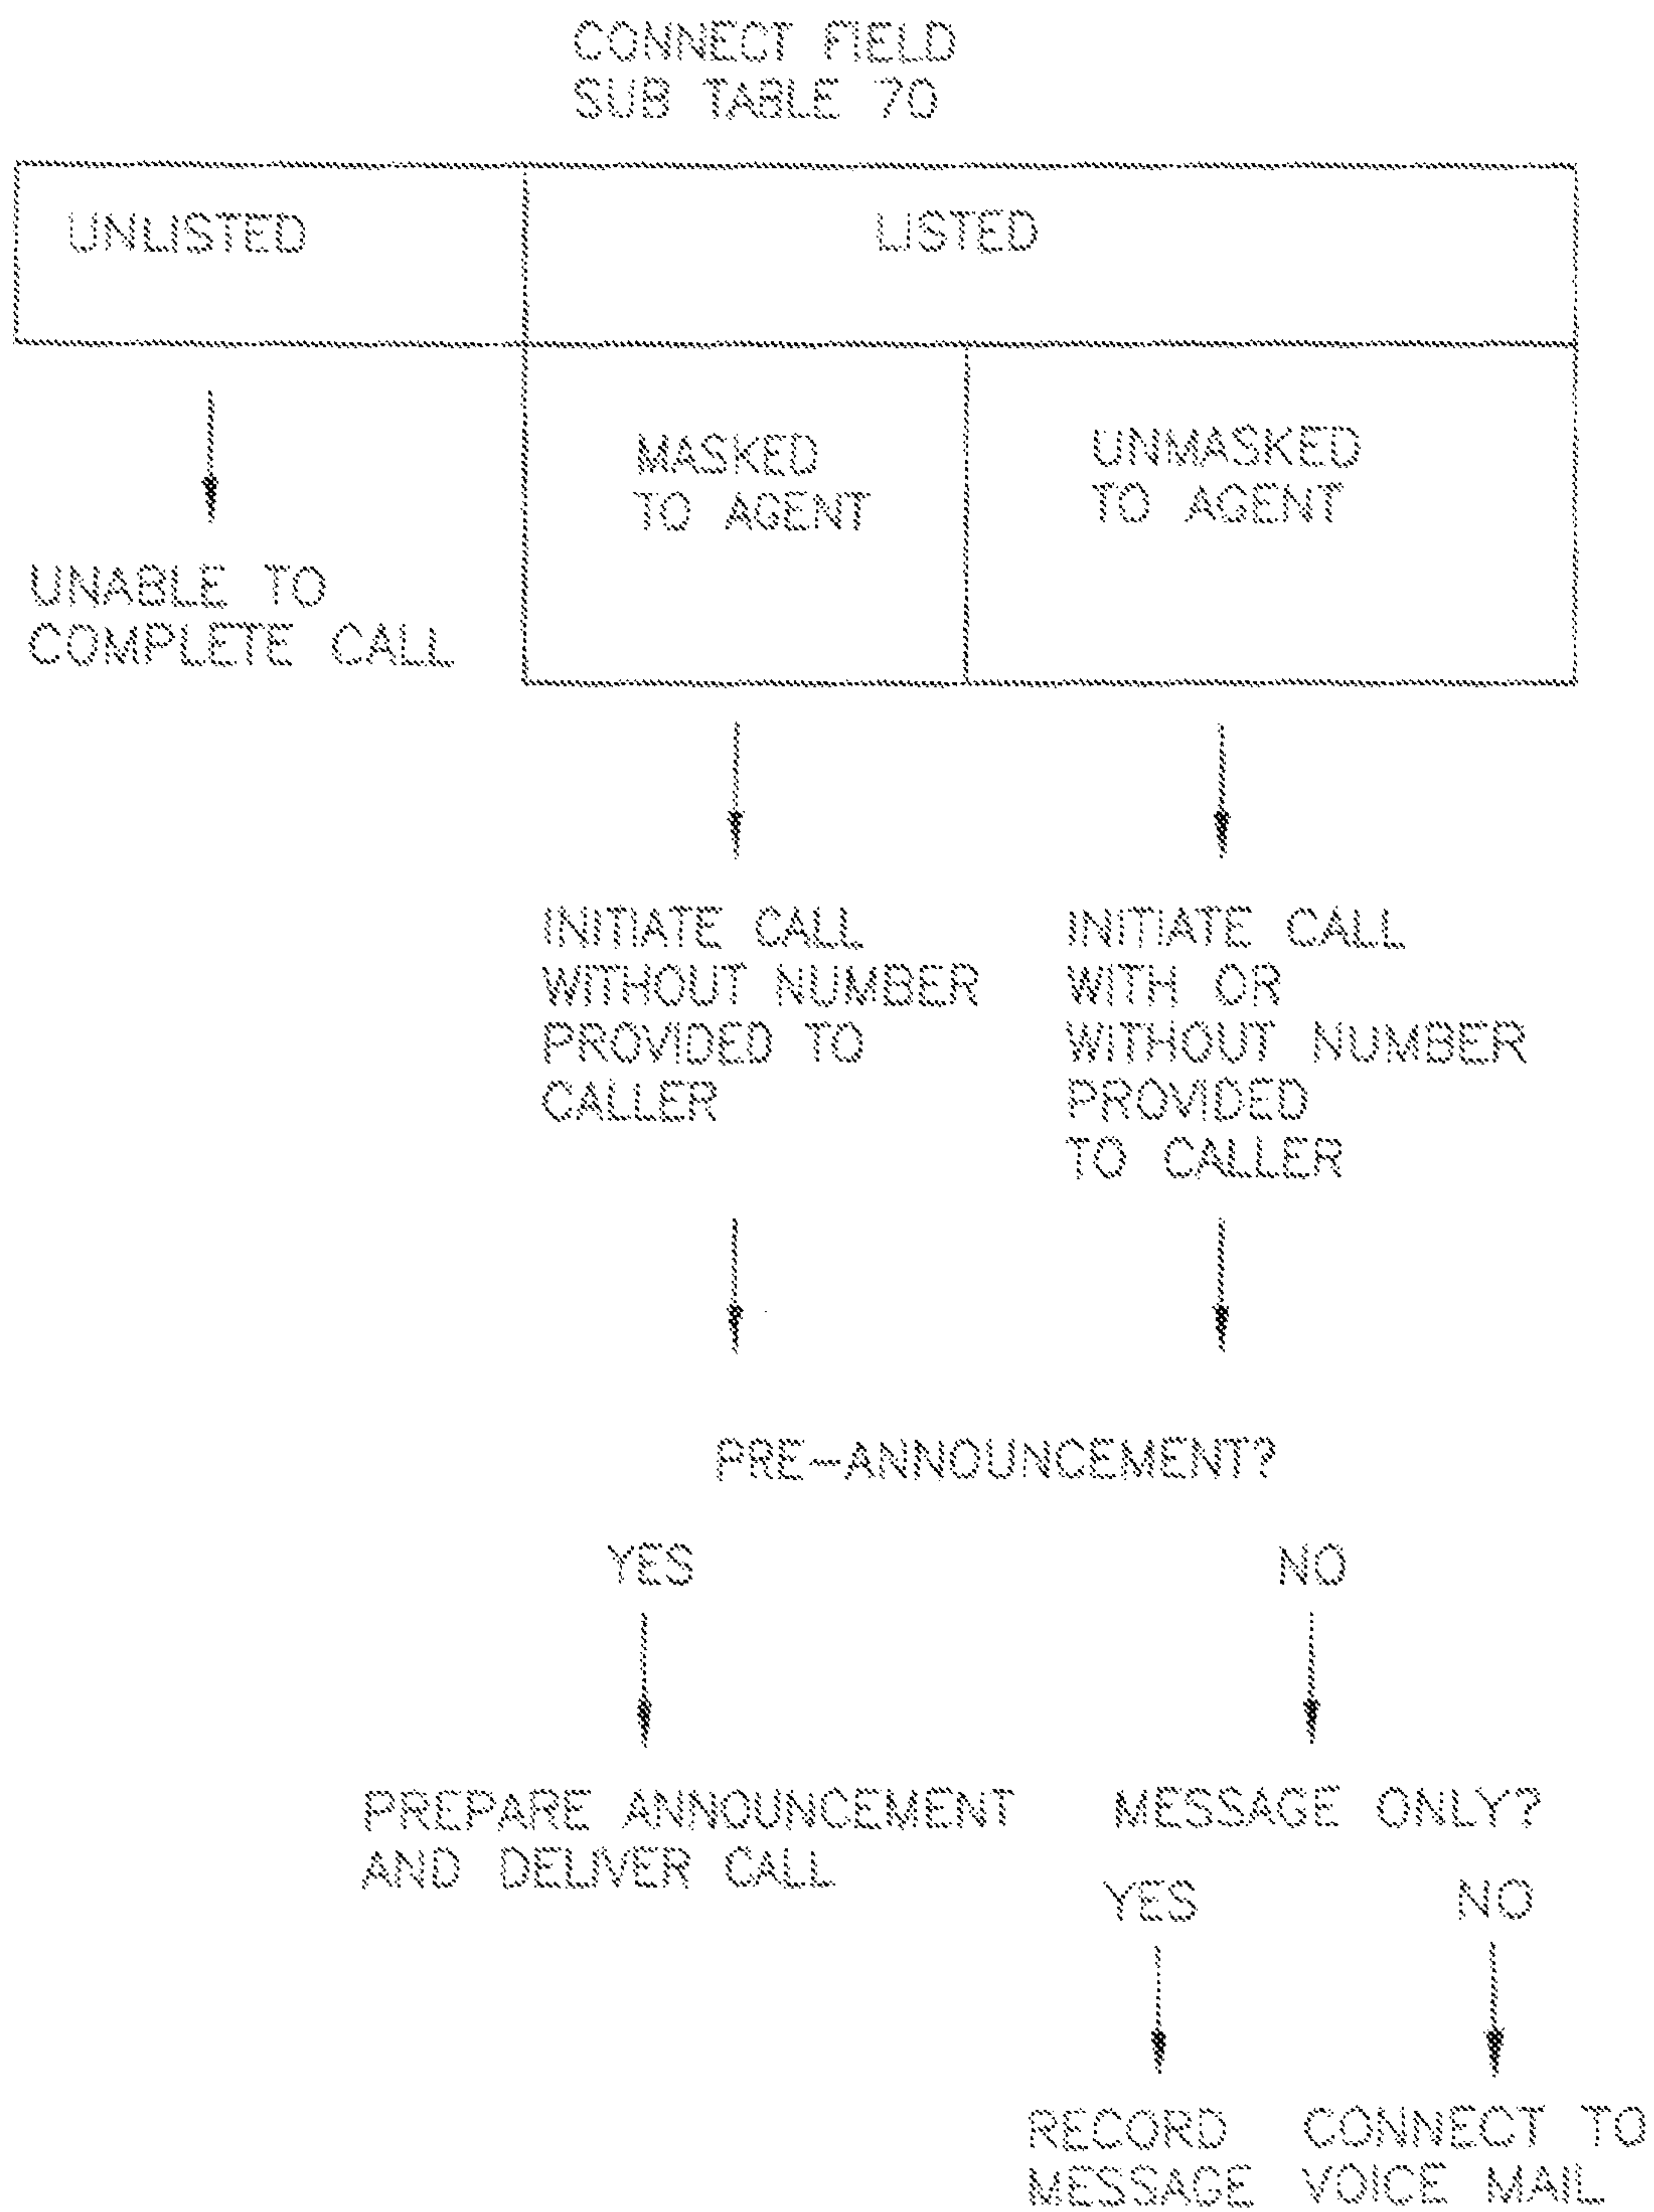 CONNECT FIELD
SUB TABLE 70
UNLISTED
LISTED
MASKED
TO AGENT
UNMASKED
TO AGENT
UNABLE TO
COMPLETE CALL
INITIATE CALL
WITHOUT NUMBER
PROVIDED TO
CALLER
INITIATE CALL
WITH OR
WITHOUT NUMBER
PROVIDED
TO CALLER
PRE-ANNOUNCEMENT?
YES
NO
PREPARE ANNOUNCEMENT
AND DELIVER CALL
MESSAGE ONLY?
YES
NO
RECORD
MESSAGE
CONNECT TO
VOICE MAIL